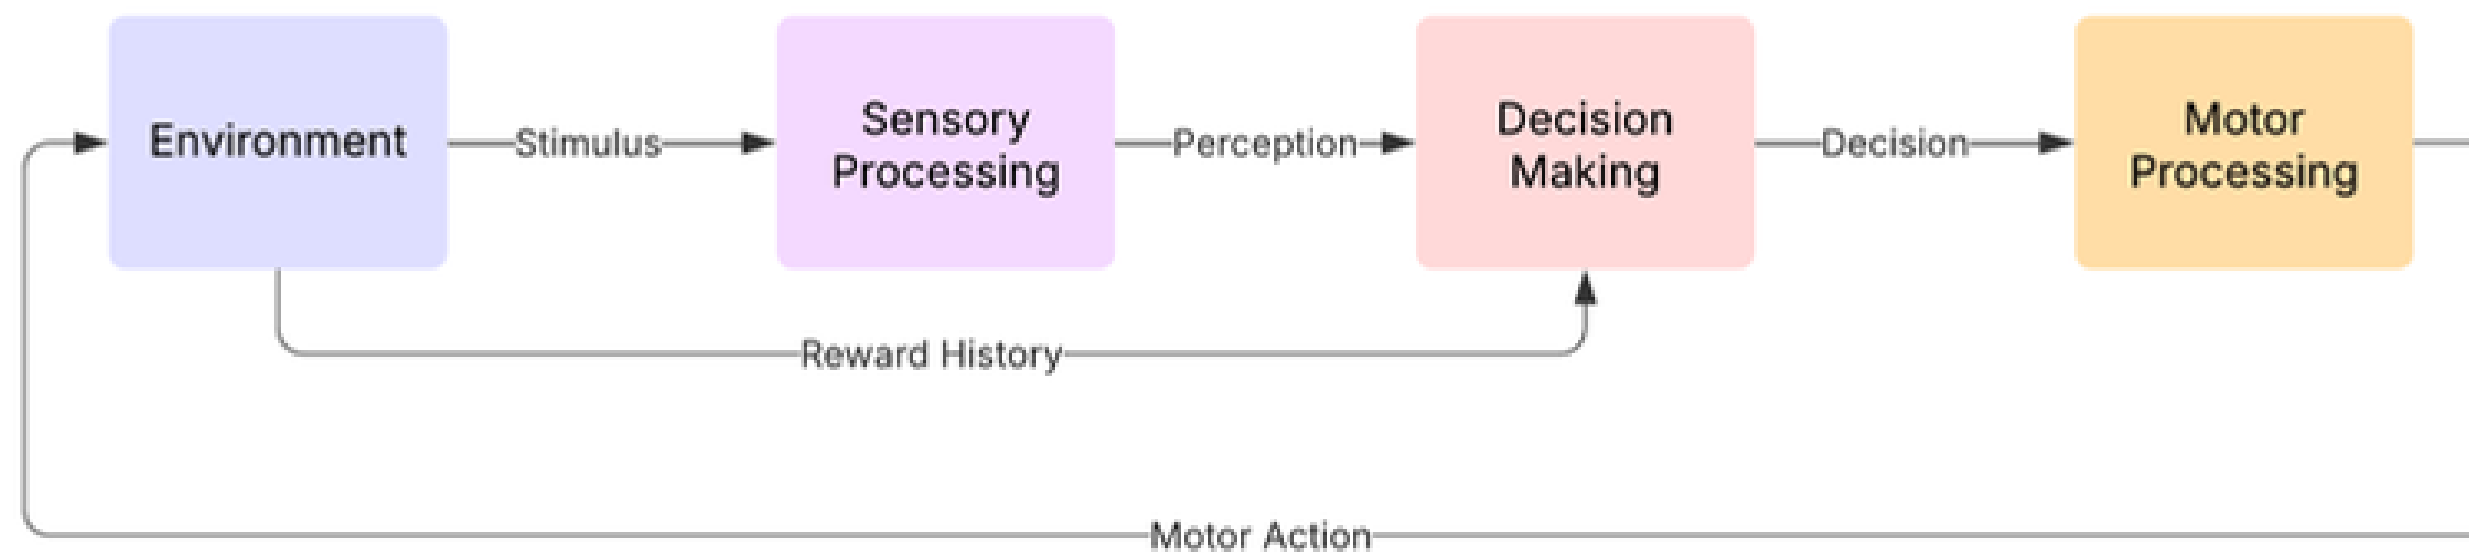 Environment
Stimulus
Sensory
Processing
Perception
Decision
Making
Decision
Motor
Processing
Reward History
Motor Action